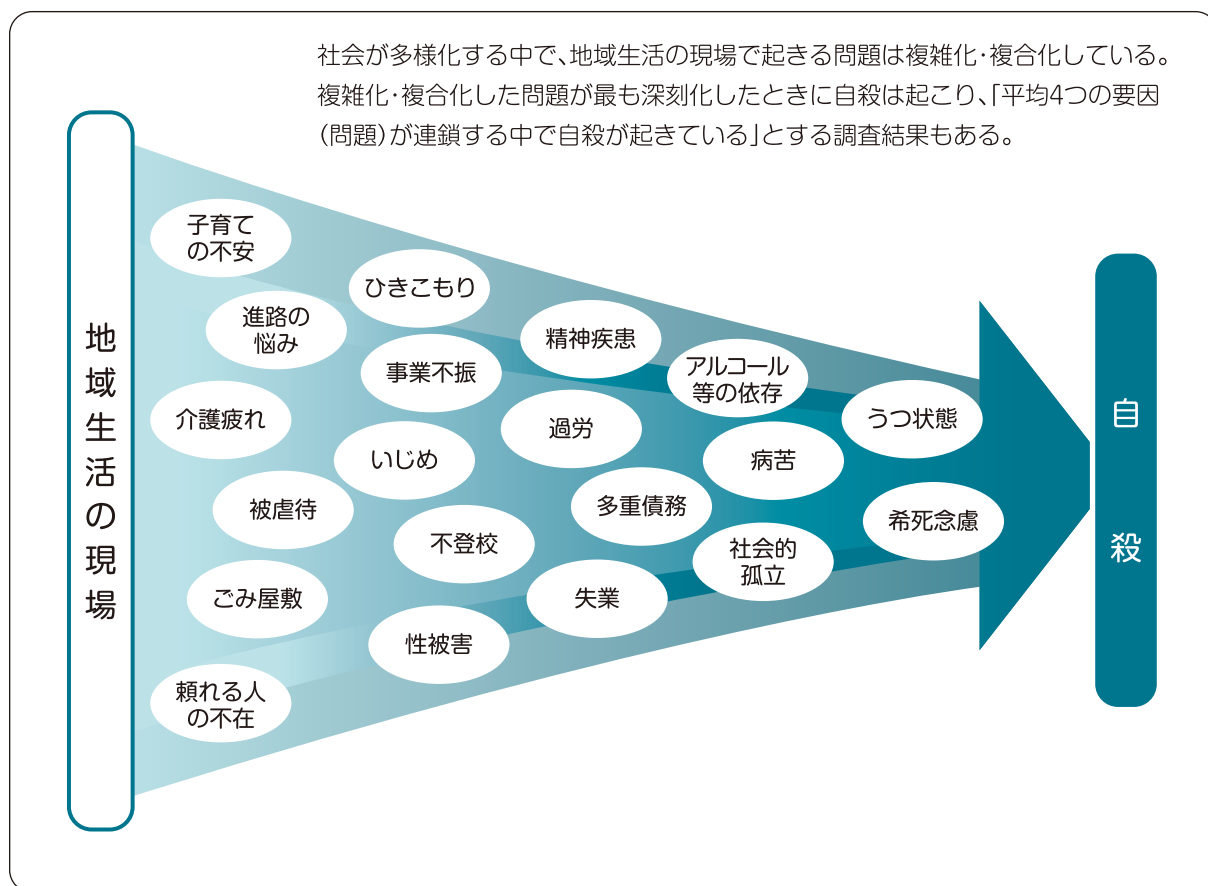 社会が多様化する中で、地域生活の現場で起きる問題は複雑化・複合化している。
複雑化・複合化した問題が最も深刻化したときに自殺は起こり、「平均4つの要因
(問題)が連鎖する中で自殺が起きている」とする調査結果もある。
地域生活の現場
子育て
の不安
進路の
悩み
介護疲れ
被虐待
ごみ屋敷
頼れる人
の不在
ひきこもり
事業不振
いじめ
不登校
性被害
精神疾患
過労
多重債務
失業
アルコール
等の依存
病苦
社会的
孤立
うつ状態
希死念慮
自殺